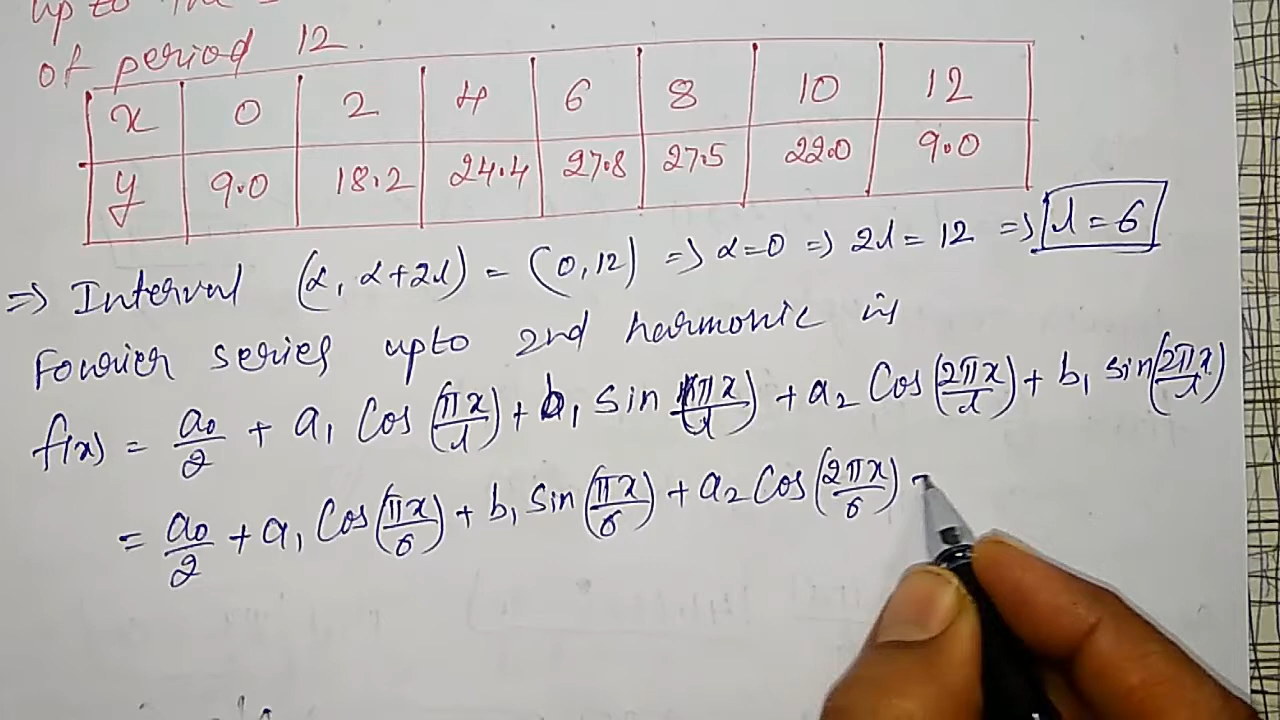 up to the
of period 12.
x 0 2 4 6 8 10 12
y 9.0 18.2 24.4 27.8 27.5 22.0 9.0
=> Interval (α, α+2l) = (0,12) => α=0 => 2l = 12 => l = 6
Fourier series upto 2nd harmonic is
f(x) = a₀/2 + a₁ Cos(πx/l) + b₁ sin(πx/l) + a₂ Cos(2πx/l) + b₁ sin(2πx/l)
= a₀/2 + a₁ Cos(πx/6) + b₁ sin(πx/6) + a₂ Cos(2πx/6)